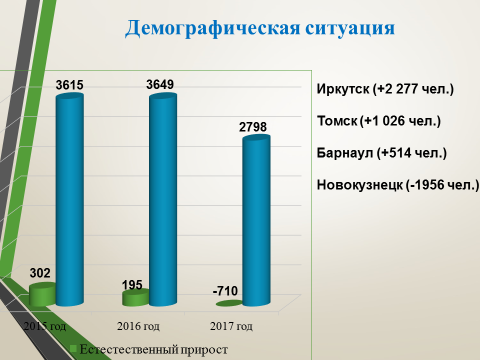 Демографическая ситуация
3615
3649
2798
302
195
-710
2015 год
2016 год
2017 год
Естестественный прирост
Иркутск (+2 277 чел.)
Томск (+1 026 чел.)
Барнаул (+514 чел.)
Новокузнецк (-1956 чел.)